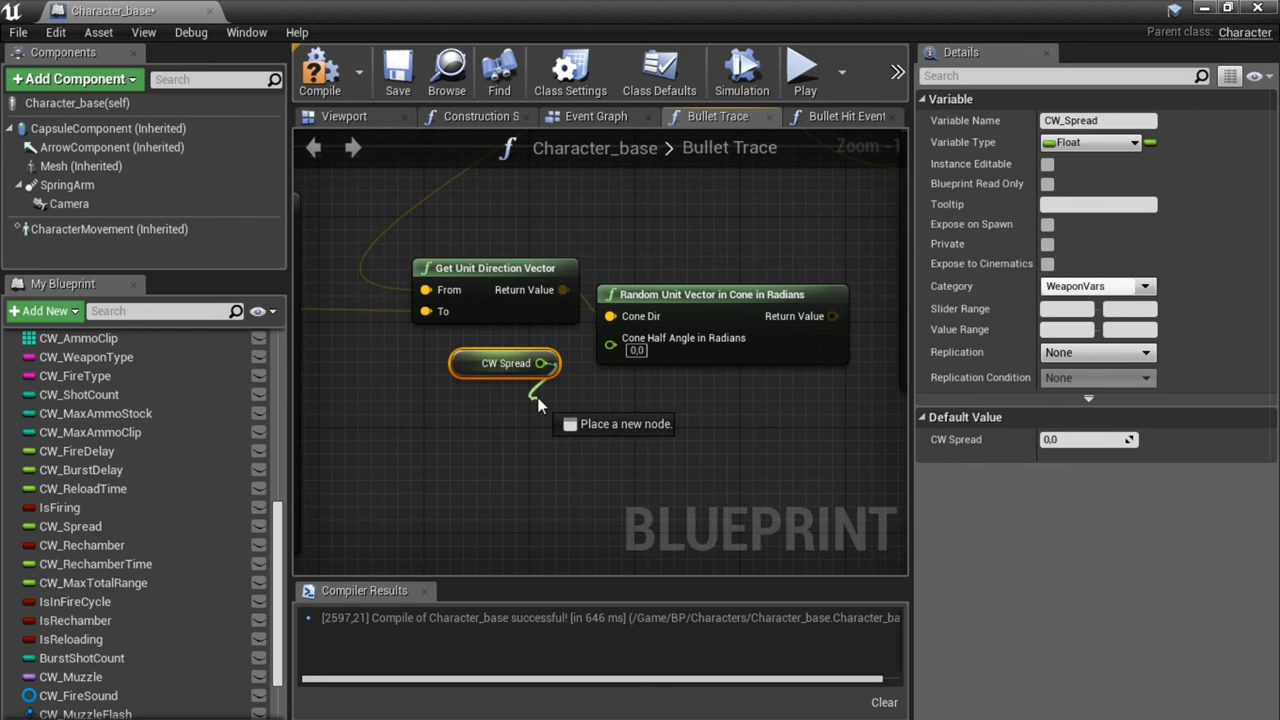 Character_base*
File Edit Asset View Debug Window Help
Parent class: Character
Components
+Add Component
Search
Character_base(self)
CapsuleComponent (Inherited)
ArrowComponent (Inherited)
Mesh (Inherited)
SpringArm
Camera
CharacterMovement (Inherited)
My Blueprint
+Add New
Search
CW_AmmoClip
CW_WeaponType
CW_FireType
CW_ShotCount
CW_MaxAmmoStock
CW_MaxAmmoClip
CW_FireDelay
CW_BurstDelay
CW_ReloadTime
IsFiring
CW_Spread
CW_Rechamber
CW_RechamberTime
CW_MaxTotalRange
IsInFireCycle
IsRechamber
IsReloading
BurstShotCount
CW_Muzzle
CW_FireSound
CW_MuzzleFlash
Compile
Save
Browse
Find
Class Settings
Class Defaults
Simulation
Play
Viewport
Construction S
Event Graph
Bullet Trace
Bullet Hit Event
Character_base > Bullet Trace
Zoom -1
Get Unit Direction Vector
From
Return Value
To
Random Unit Vector in Cone in Radians
Cone Dir
Return Value
Cone Half Angle in Radians
0,0
CW Spread
Place a new node.
BLUEPRINT
Compiler Results
[2597,21] Compile of Character_base successful! [in 646 ms] (/Game/BP/Characters/Character_base.Character_ba
Clear
Details
Search
Variable
Variable Name
CW_Spread
Variable Type
Float
Instance Editable
Blueprint Read Only
Tooltip
Expose on Spawn
Private
Expose to Cinematics
Category
WeaponVars
Slider Range
Value Range
Replication
None
Replication Condition
None
Default Value
CW Spread
0,0